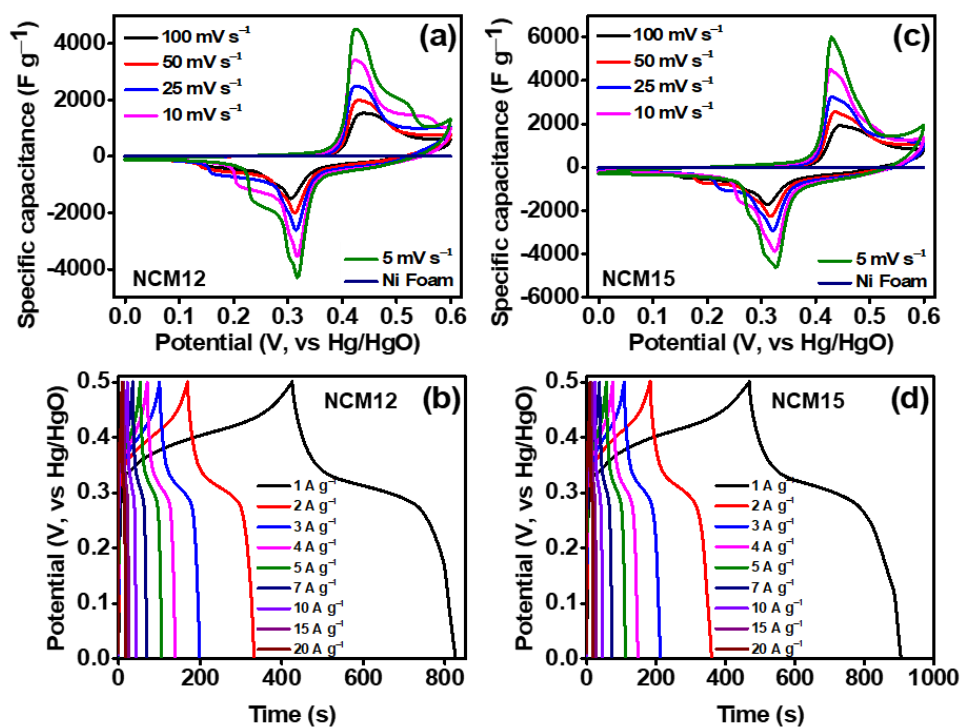 (a)
100 mV s⁻¹
50 mV s⁻¹
25 mV s⁻¹
10 mV s⁻¹
5 mV s⁻¹
Ni Foam
NCM12
Specific capacitance (F g⁻¹)
4000
2000
0
-2000
-4000
0.0 0.1 0.2 0.3 0.4 0.5 0.6
Potential (V, vs Hg/HgO)
(c)
100 mV s⁻¹
50 mV s⁻¹
25 mV s⁻¹
10 mV s⁻¹
5 mV s⁻¹
Ni Foam
NCM15
Specific capacitance (F g⁻¹)
6000
4000
2000
0
-2000
-4000
-6000
0.0 0.1 0.2 0.3 0.4 0.5 0.6
Potential (V, vs Hg/HgO)
NCM12 (b)
1 A g⁻¹
2 A g⁻¹
3 A g⁻¹
4 A g⁻¹
5 A g⁻¹
7 A g⁻¹
10 A g⁻¹
15 A g⁻¹
20 A g⁻¹
Potential (V, vs Hg/HgO)
0.5
0.4
0.3
0.2
0.1
0.0
0 200 400 600 800
Time (s)
NCM15 (d)
1 A g⁻¹
2 A g⁻¹
3 A g⁻¹
4 A g⁻¹
5 A g⁻¹
7 A g⁻¹
10 A g⁻¹
15 A g⁻¹
20 A g⁻¹
Potential (V, vs Hg/HgO)
0.5
0.4
0.3
0.2
0.1
0.0
0 200 400 600 800 1000
Time (s)